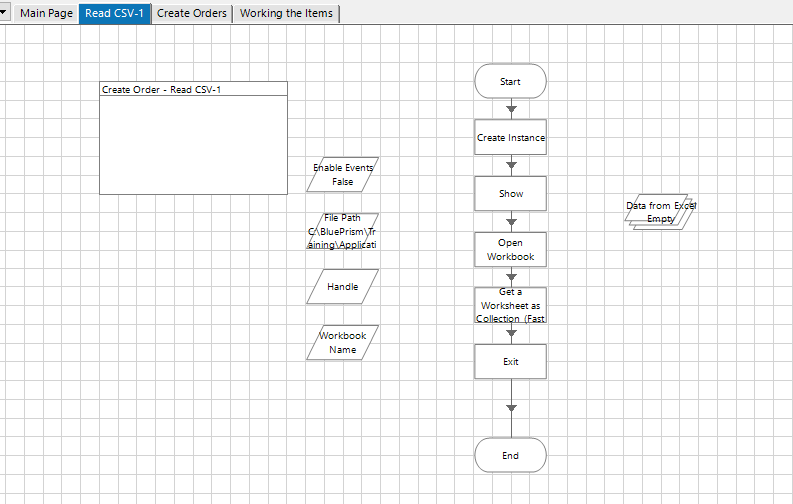 Main Page
Read CSV-1
Create Orders
Working the Items
Create Order - Read CSV-1
Enable Events
False
File Path
C:\BluePrism\Tr
aining\Applicati
Handle
Workbook
Name
Start
Create Instance
Show
Open
Workbook
Get a
Worksheet as
Collection (Fast
Exit
End
Data from Excel
Empty